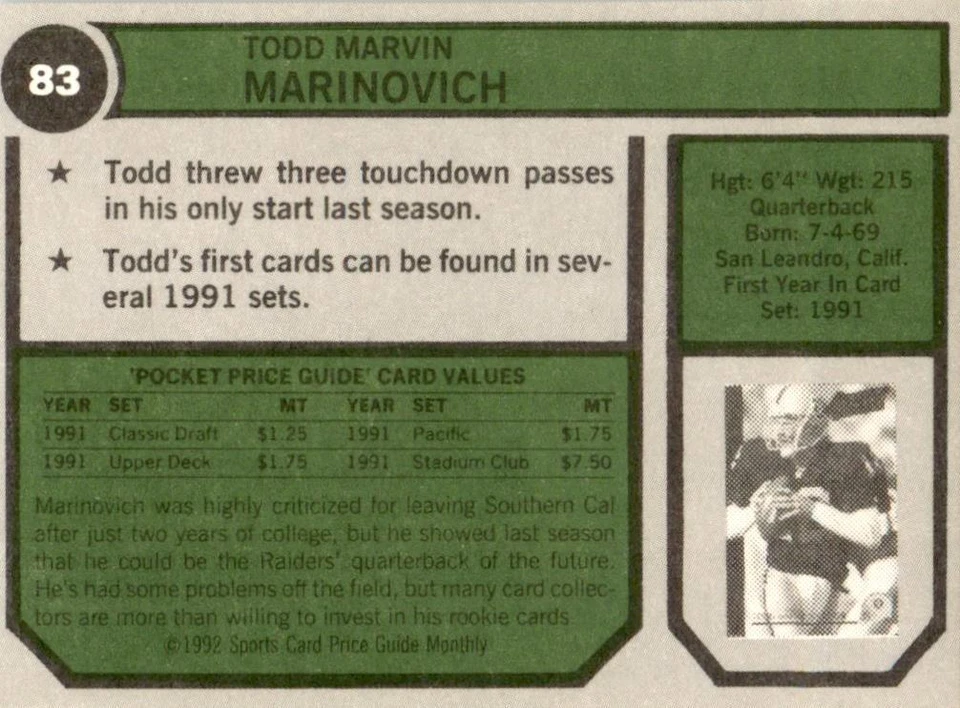 83
TODD MARVIN
MARINOVICH
★ Todd threw three touchdown passes
in his only start last season.
★ Todd's first cards can be found in sev-
eral 1991 sets.
Hgt: 6'4" Wgt: 215
Quarterback
Born: 7-4-69
San Leandro, Calif.
First Year In Card
Set: 1991
'POCKET PRICE GUIDE' CARD VALUES
YEAR SET MT YEAR SET MT
1991 Classic Draft $1.25 1991 Pacific $1.75
1991 Upper Deck $1.75 1991 Stadium Club $7.50
Marinovich was highly criticized for leaving Southern Cal
after just two years of college, but he showed last season
that he could be the Raiders' quarterback of the future.
He's had some problems off the field, but many card collec-
tors are more than willing to invest in his rookie cards
©1992 Sports Card Price Guide Monthly